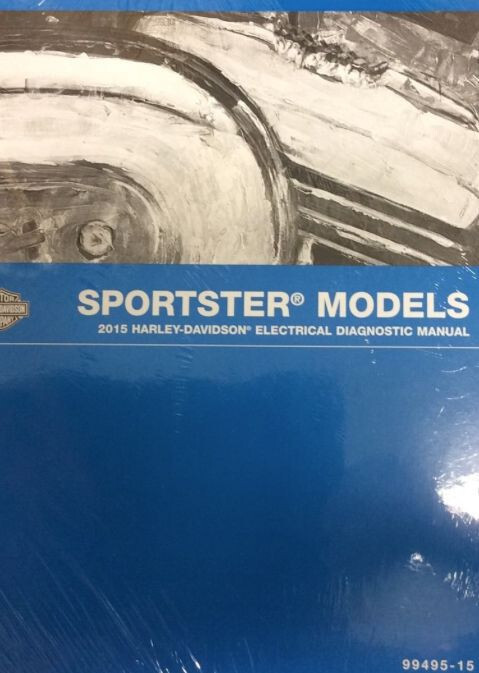 SPORTSTER® MODELS
2015 HARLEY-DAVIDSON® ELECTRICAL DIAGNOSTIC MANUAL
99495-15